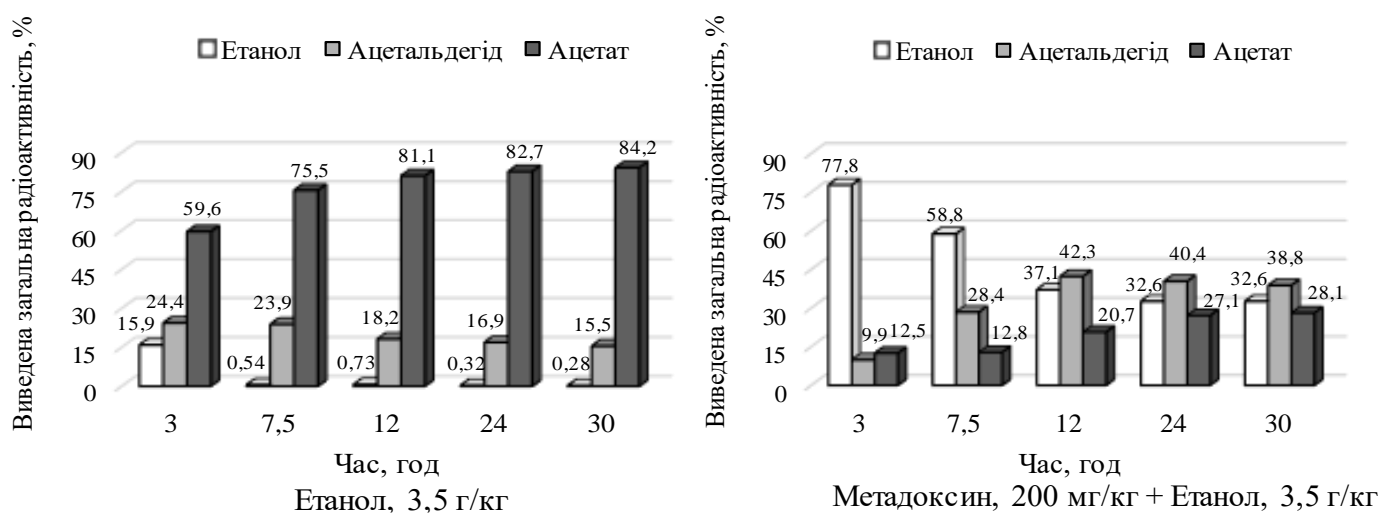 Виведена загальна радіоактивність, %
Етанол Ацетальдегід Ацетат
90
75
60
45
30
15
0
15,9 24,4 59,6
0,54 23,9 75,5
0,73 18,2 81,1
0,32 16,9 82,7
0,28 15,5 84,2
3 7,5 12 24 30
Час, год
Етанол, 3,5 г/кг
Виведена загальна радіоактивність, %
Етанол Ацетальдегід Ацетат
90
75
60
45
30
15
0
77,8 9,9 12,5
58,8 28,4 12,8
37,1 42,3 20,7
32,6 40,4 27,1
32,6 38,8 28,1
3 7,5 12 24 30
Час, год
Метадоксин, 200 мг/кг + Етанол, 3,5 г/кг